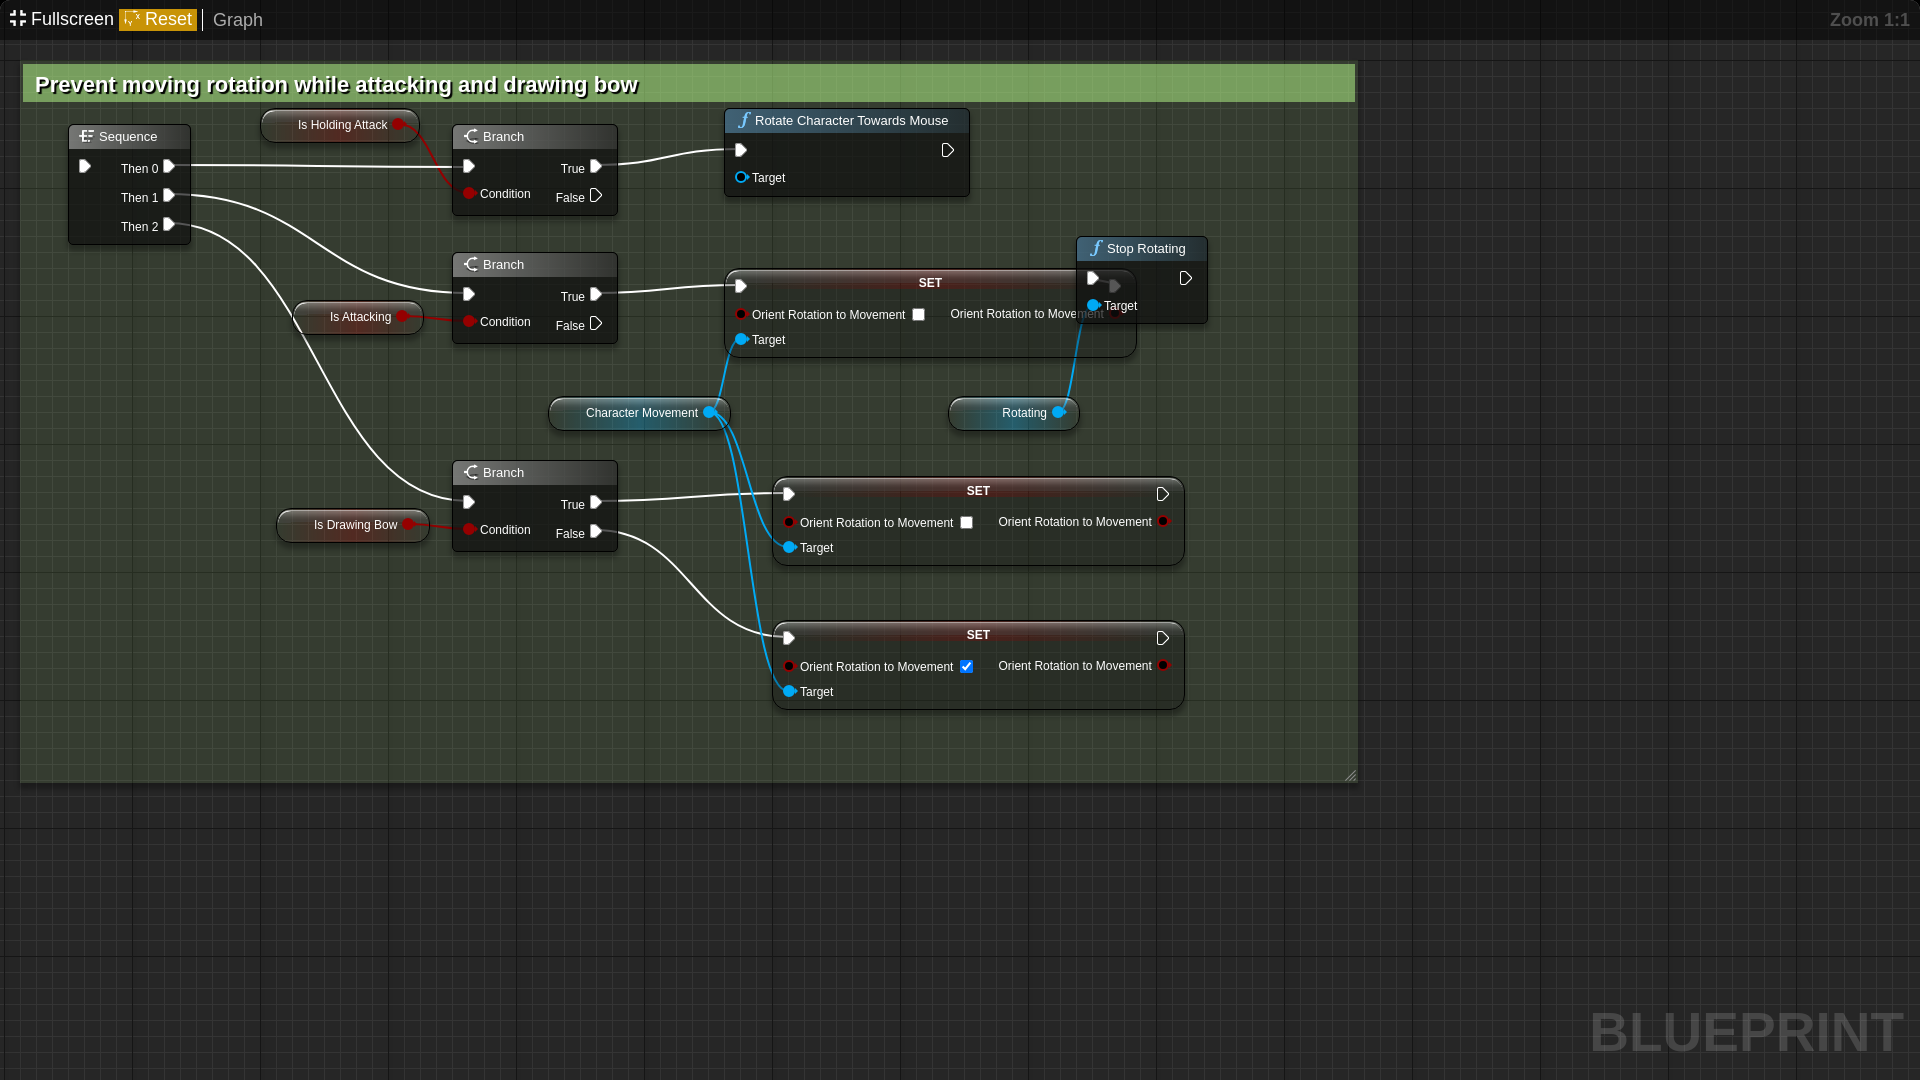 Fullscreen Reset Graph Zoom 1:1
Prevent moving rotation while attacking and drawing bow
Sequence
Then 0
Then 1
Then 2
Is Holding Attack
Branch
True
Condition
False
Rotate Character Towards Mouse
Target
Branch
True
Condition
False
Is Attacking
SET
Orient Rotation to Movement
Orient Rotation to Movement
Target
Stop Rotating
Target
Character Movement
Rotating
Branch
True
Condition
False
Is Drawing Bow
SET
Orient Rotation to Movement
Orient Rotation to Movement
Target
SET
Orient Rotation to Movement
Orient Rotation to Movement
Target
BLUEPRINT